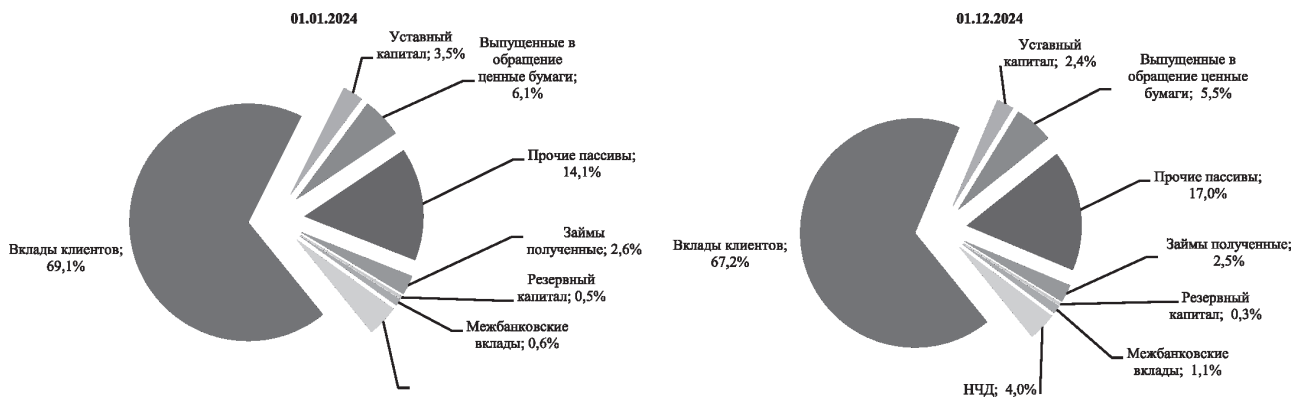 01.01.2024
Уставный
капитал; 3,5%
Выпущенные в
обращение
ценные бумаги;
6,1%
Прочие пассивы;
14,1%
Займы
полученные; 2,6%
Резервный
капитал; 0,5%
Межбанковские
вклады; 0,6%
Вклады клиентов;
69,1%
01.12.2024
Уставный
капитал; 2,4%
Выпущенные в
обращение ценные
бумаги; 5,5%
Прочие пассивы;
17,0%
Займы полученные;
2,5%
Резервный
капитал; 0,3%
Межбанковские
вклады; 1,1%
НЧД; 4,0%
Вклады клиентов;
67,2%